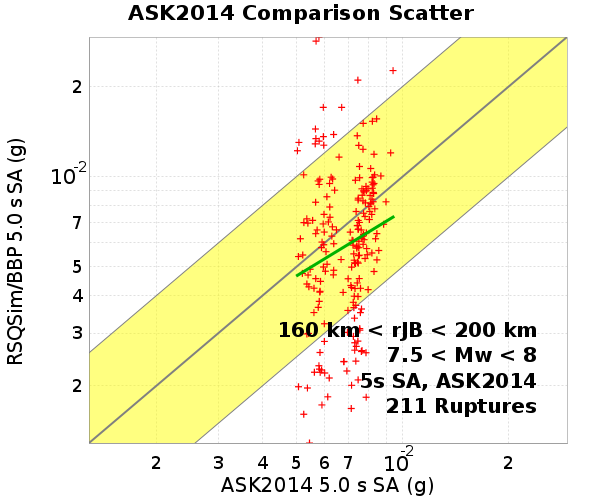 ASK2014 Comparison Scatter
RSQSim/BBP 5.0 s SA (g)
2
10-2
7
5
4
3
2
160 km < rJB < 200 km
7.5 < Mw < 8
5s SA, ASK2014
211 Ruptures
2 3 4 5 6 7 10-2 2
ASK2014 5.0 s SA (g)